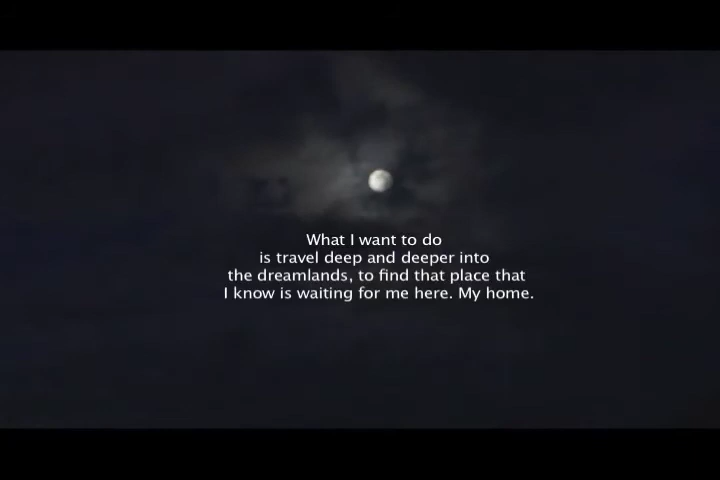 What I want to do
is travel deep and deeper into
the dreamlands, to find that place that
I know is waiting for me here. My home.